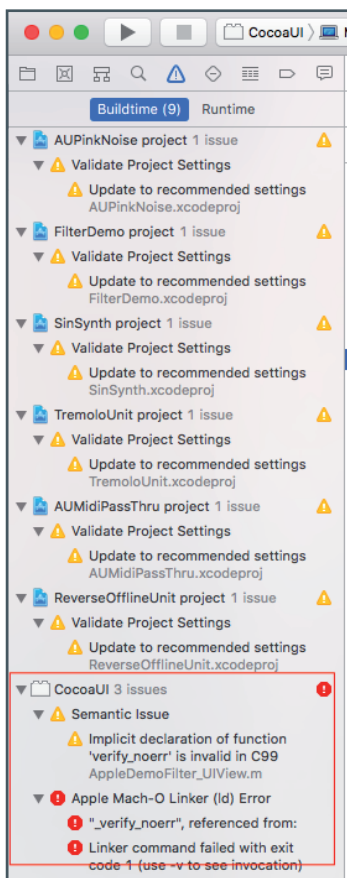 CocoaUI
Buildtime (9) Runtime
AUPinkNoise project 1 issue
Validate Project Settings
Update to recommended settings
AUPinkNoise.xcodeproj
FilterDemo project 1 issue
Validate Project Settings
Update to recommended settings
FilterDemo.xcodeproj
SinSynth project 1 issue
Validate Project Settings
Update to recommended settings
SinSynth.xcodeproj
TremoloUnit project 1 issue
Validate Project Settings
Update to recommended settings
TremoloUnit.xcodeproj
AUMidiPassThru project 1 issue
Validate Project Settings
Update to recommended settings
AUMidiPassThru.xcodeproj
ReverseOfflineUnit project 1 issue
Validate Project Settings
Update to recommended settings
ReverseOfflineUnit.xcodeproj
CocoaUI 3 issues
Semantic Issue
Implicit declaration of function
'verify_noerr' is invalid in C99
AppleDemoFilter_UIView.m
Apple Mach-O Linker (ld) Error
"_verify_noerr", referenced from:
Linker command failed with exit
code 1 (use -v to see invocation)